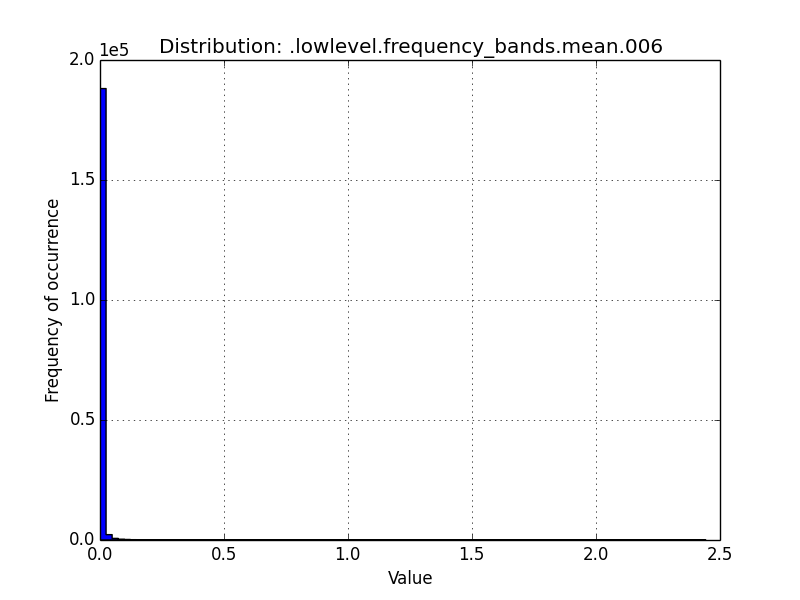 Distribution: .lowlevel.frequency_bands.mean.006
1e5
2.0
1.5
1.0
0.5
0.0
Frequency of occurrence
0.0 0.5 1.0 1.5 2.0 2.5
Value